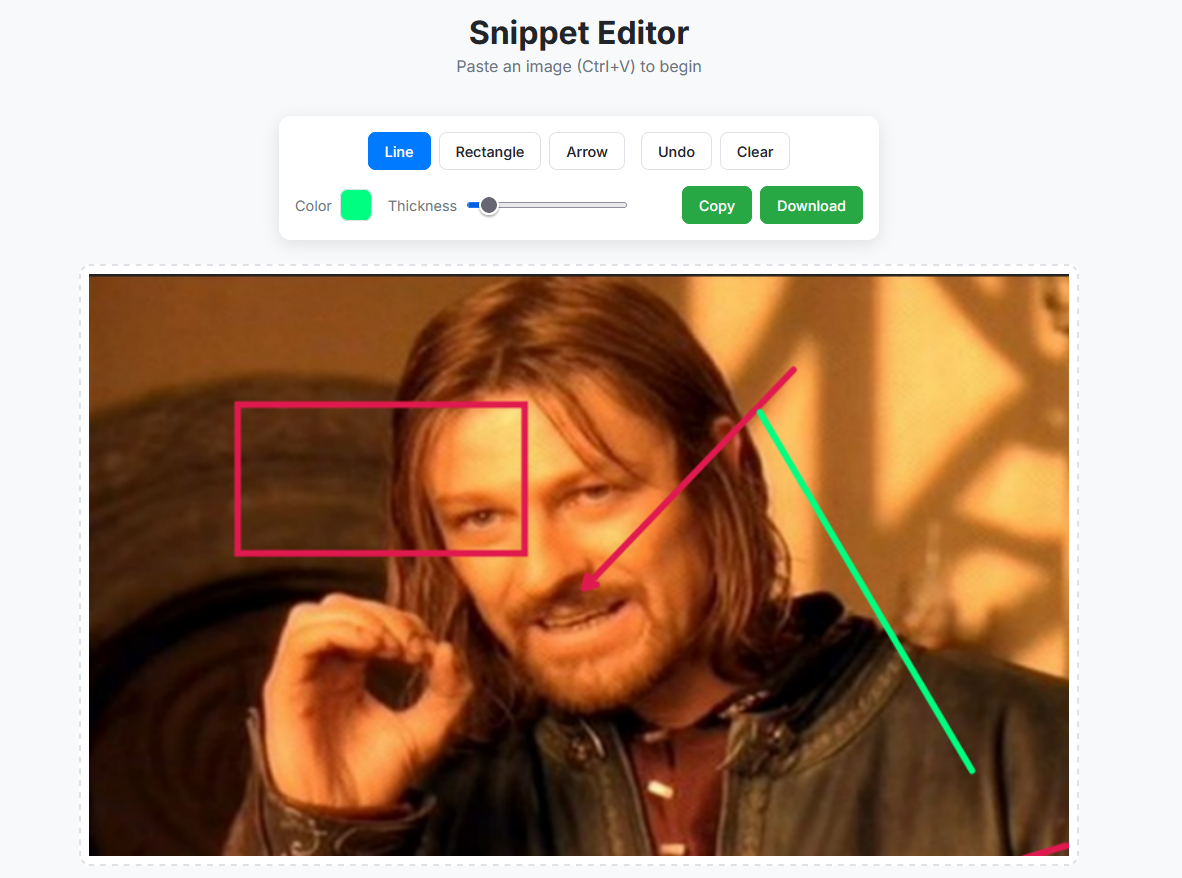 Snippet Editor
Paste an image (Ctrl+V) to begin
Line Rectangle Arrow Undo Clear
Color Thickness Copy Download